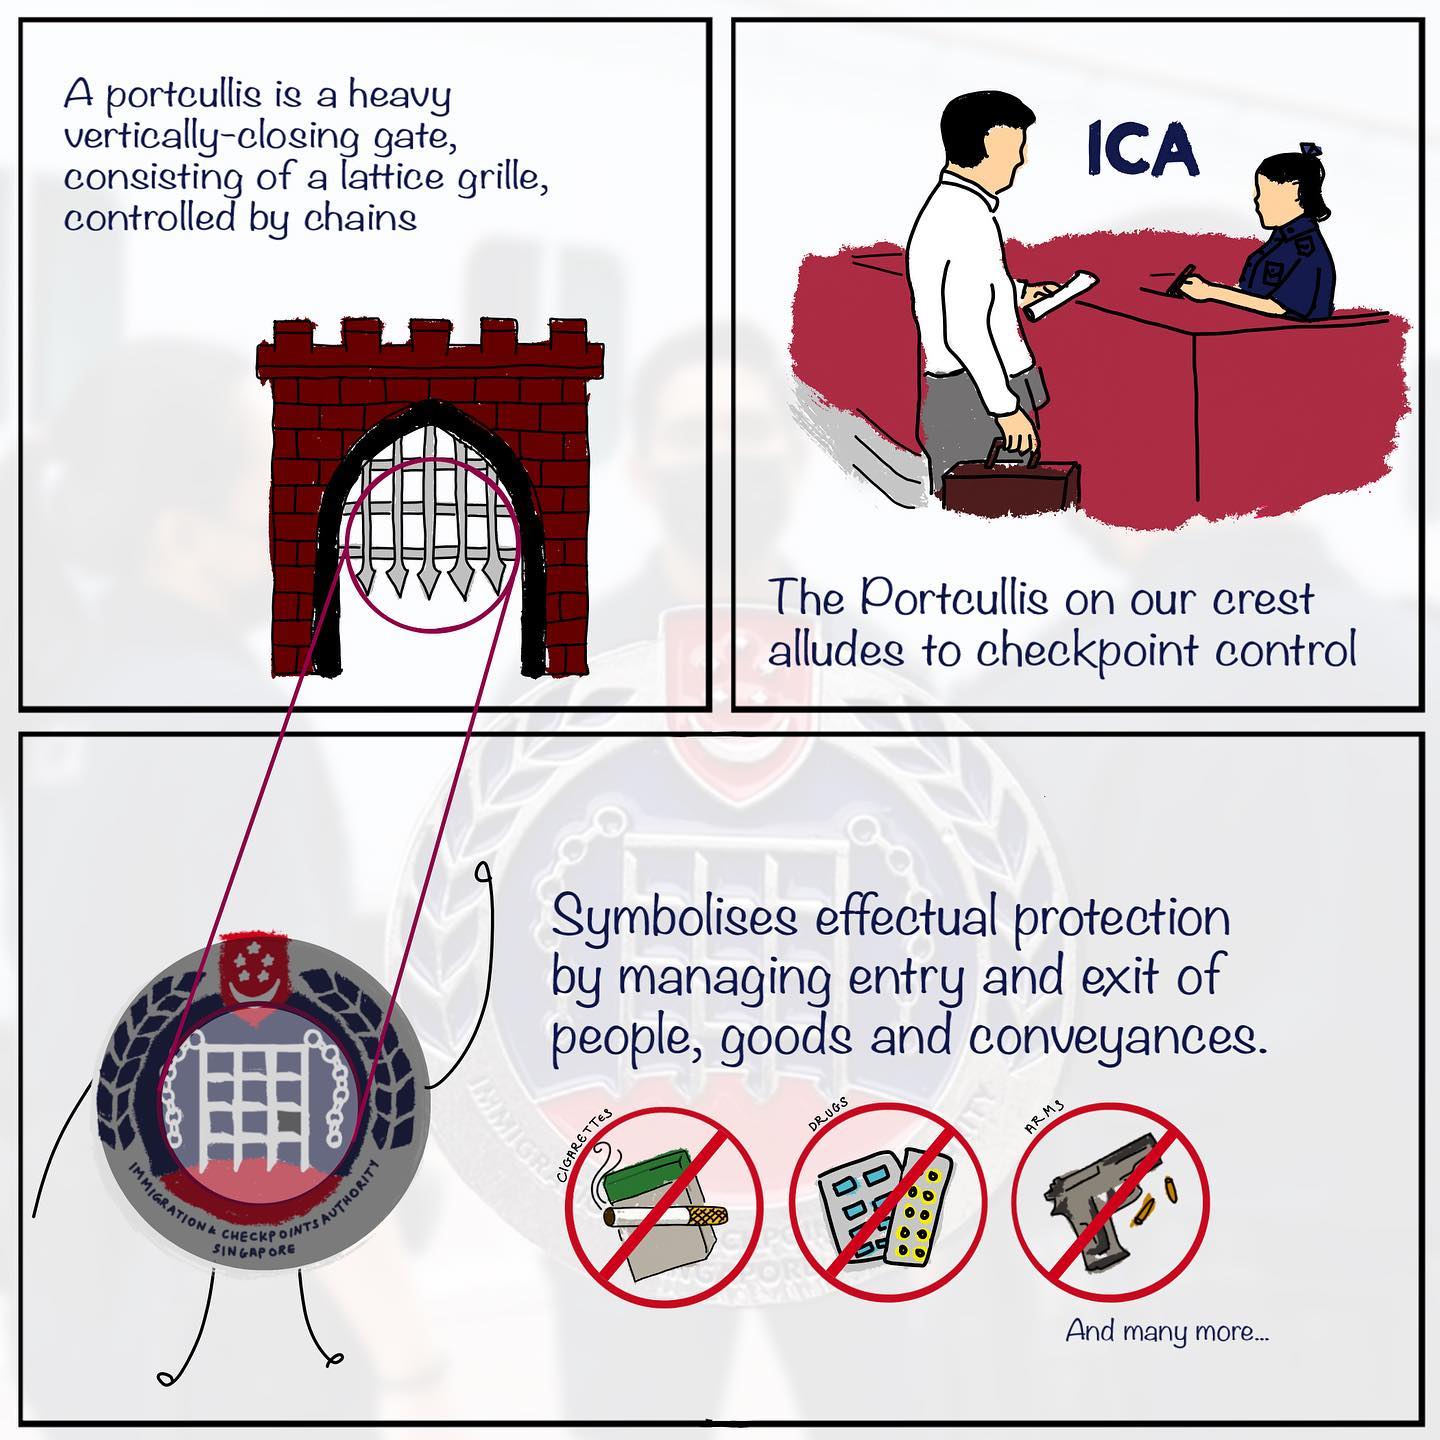 A portcullis is a heavy
vertically-closing gate,
consisting of a lattice grille,
controlled by chains
ICA
The Portcullis on our crest
alludes to checkpoint control
Symbolises effectual protection
by managing entry and exit of
people, goods and conveyances.
CIGARETTES
DRUGS
ARMS
And many more...
IMMIGRATION & CHECKPOINTS AUTHORITY
SINGAPORE